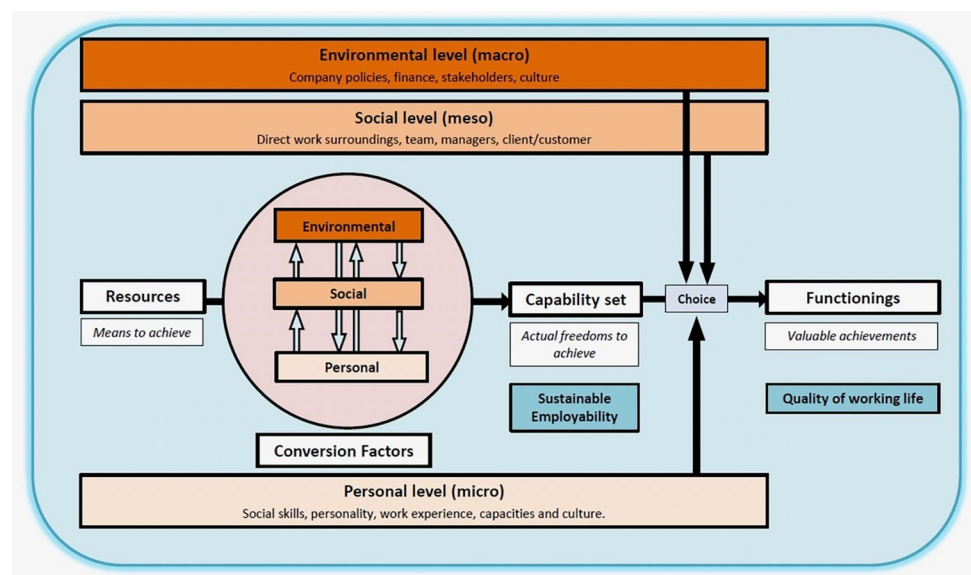 Environmental level (macro)
Company policies, finance, stakeholders, culture
Social level (meso)
Direct work surroundings, team, managers, client/customer
Environmental
Social
Personal
Resources
Means to achieve
Conversion Factors
Capability set
Actual freedoms to
achieve
Sustainable
Employability
Choice
Functionings
Valuable achievements
Quality of working life
Personal level (micro)
Social skills, personality, work experience, capacities and culture.